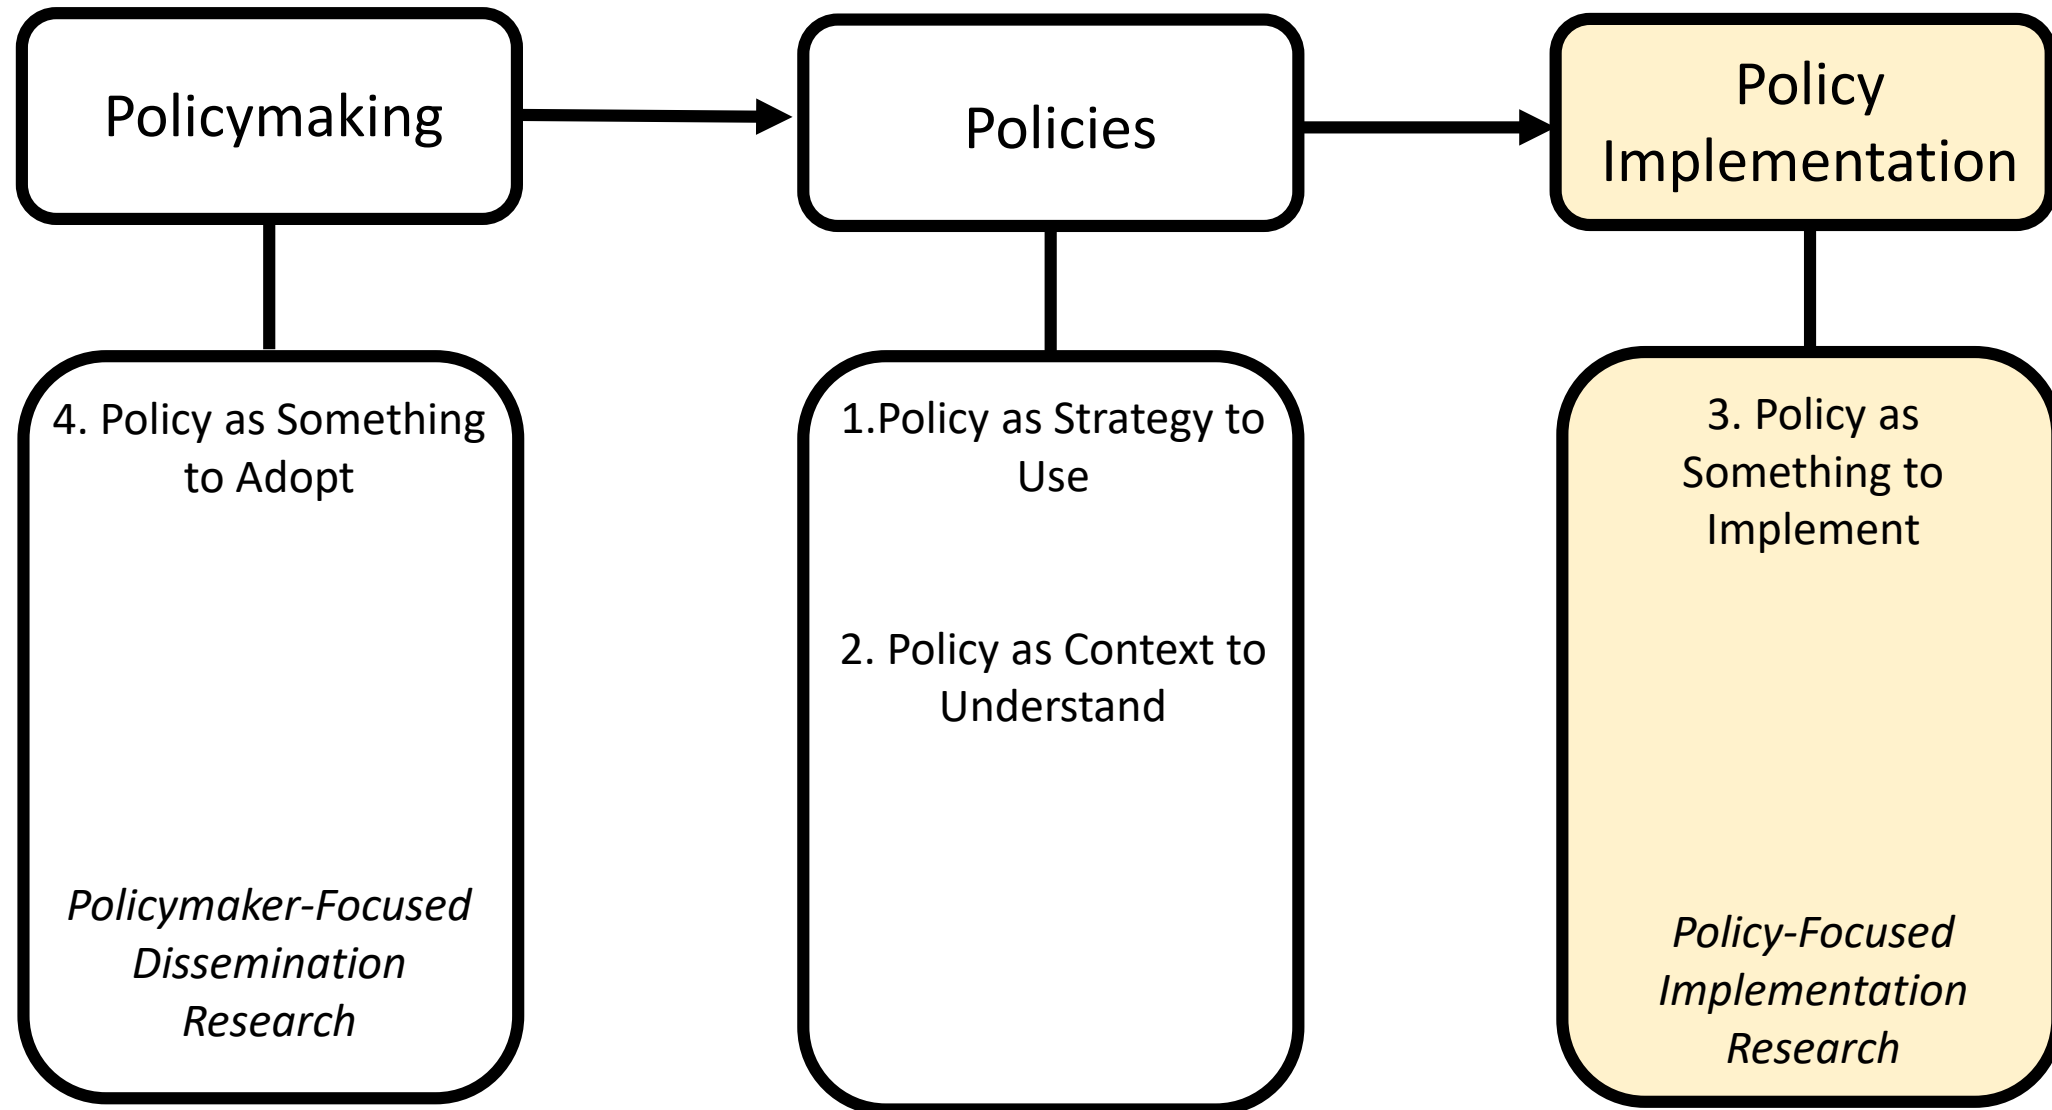 Policymaking
Policies
Policy
Implementation
4. Policy as Something
to Adopt
Policymaker-Focused
Dissemination
Research
1.Policy as Strategy to
Use
2. Policy as Context to
Understand
3. Policy as
Something to
Implement
Policy-Focused
Implementation
Research